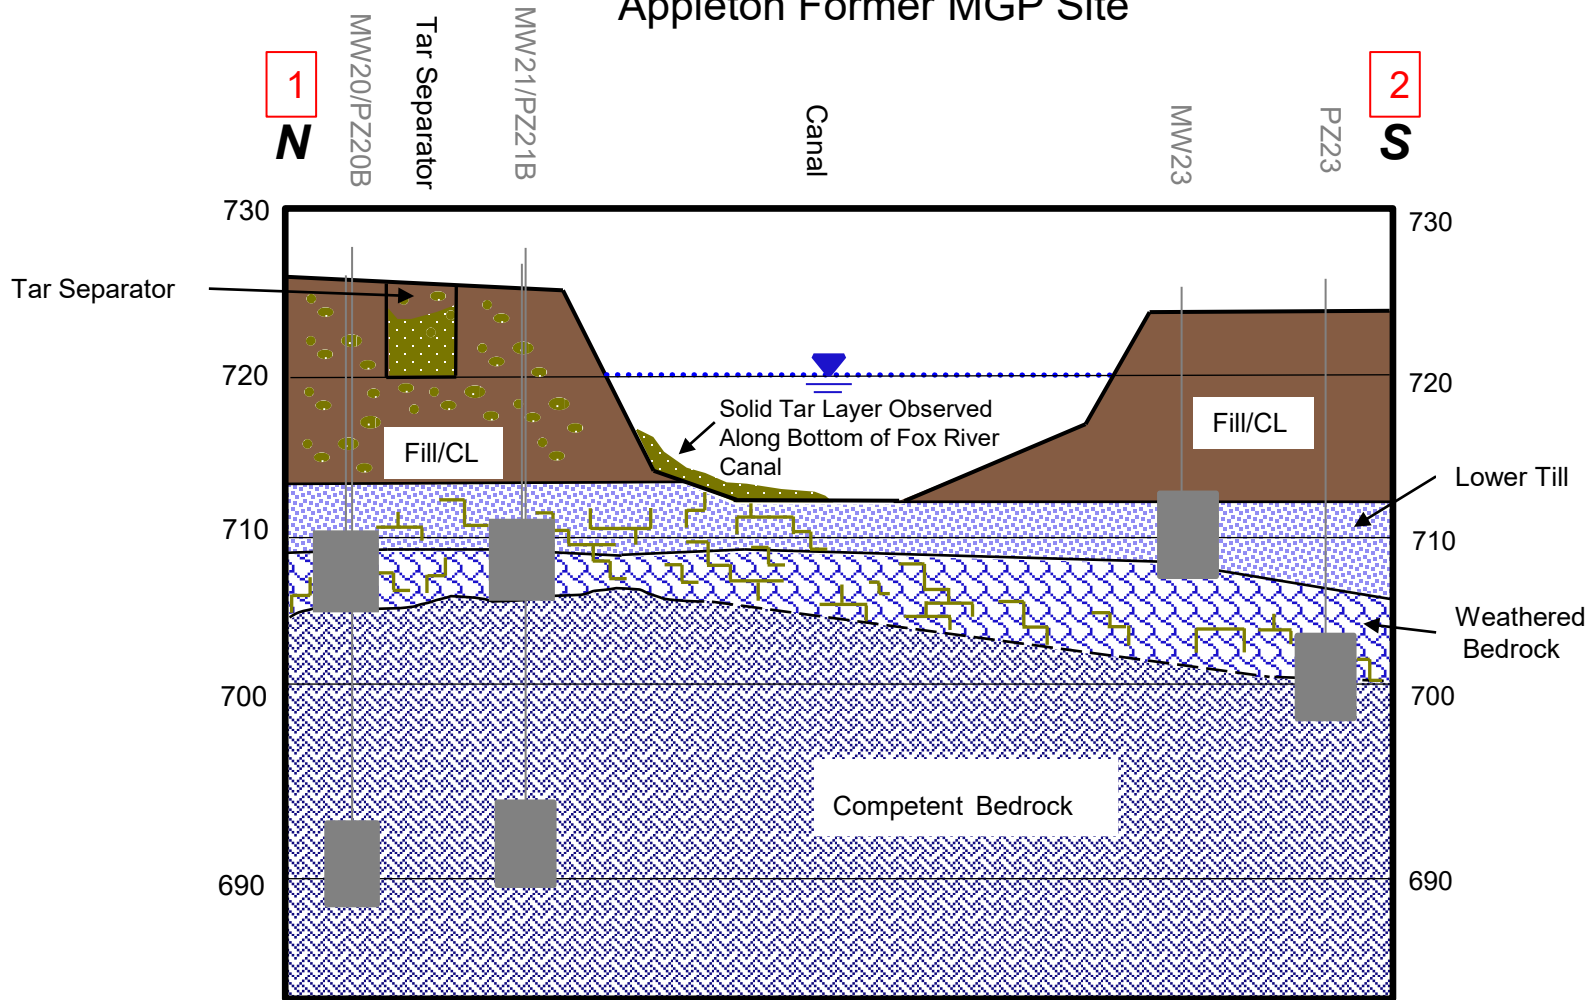 Appleton Former MGP Site
1
N
MW20/PZ20B
Tar Separator
MW21/PZ21B
Canal
MW23
PZ23
2
S
730
730
Tar Separator
720
720
Solid Tar Layer Observed
Along Bottom of Fox River
Canal
Fill/CL
Fill/CL
Lower Till
710
710
Weathered
Bedrock
700
700
Competent Bedrock
690
690